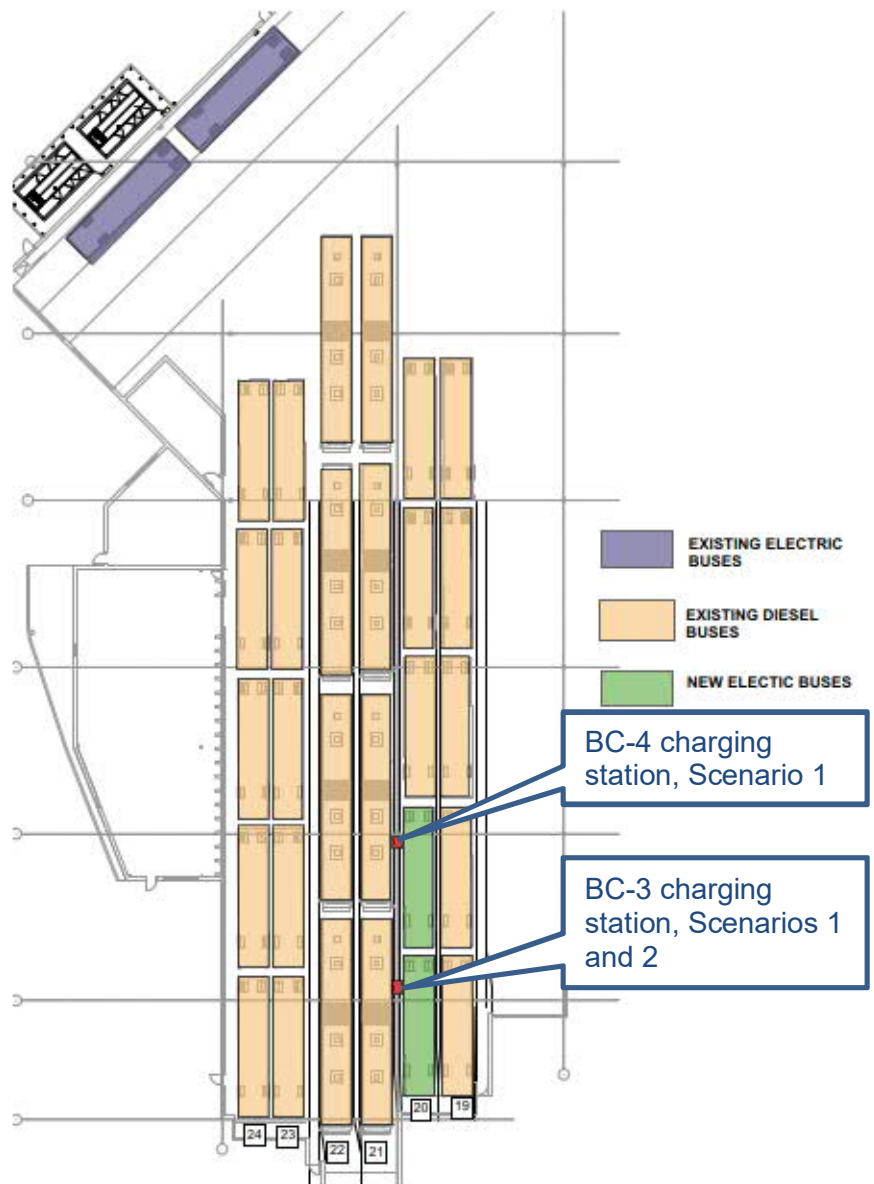 EXISTING ELECTRIC
BUSES
EXISTING DIESEL
BUSES
NEW ELECTIC BUSES
BC-4 charging
station, Scenario 1
BC-3 charging
station, Scenarios 1
and 2
24
23
22
21
20
19